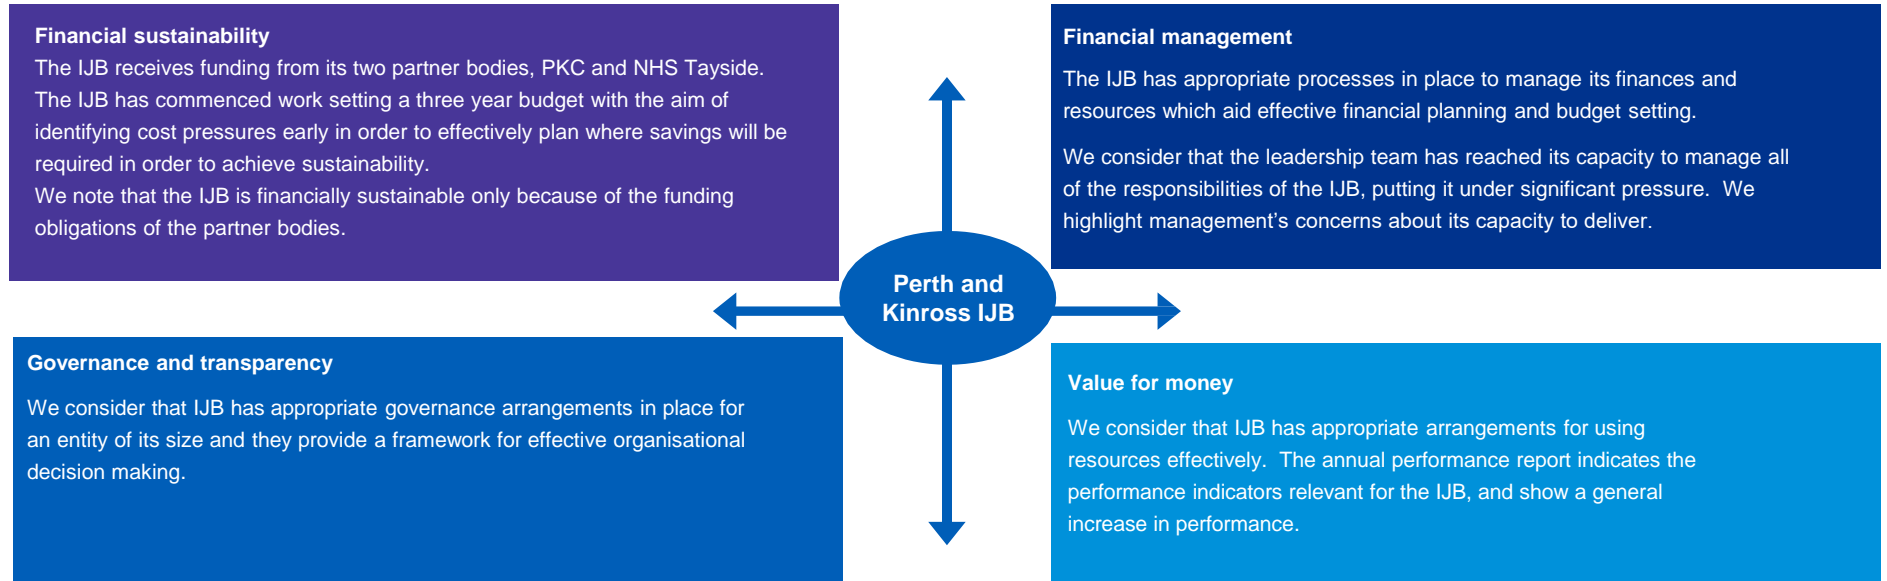 Financial sustainability
The IJB receives funding from its two partner bodies, PKC and NHS Tayside.
The IJB has commenced work setting a three year budget with the aim of
identifying cost pressures early in order to effectively plan where savings will be
required in order to achieve sustainability.
We note that the IJB is financially sustainable only because of the funding
obligations of the partner bodies.
Financial management
The IJB has appropriate processes in place to manage its finances and
resources which aid effective financial planning and budget setting.
We consider that the leadership team has reached its capacity to manage all
of the responsibilities of the IJB, putting it under significant pressure.  We
highlight management's concerns about its capacity to deliver.
Perth and
Kinross IJB
Governance and transparency
We consider that IJB has appropriate governance arrangements in place for
an entity of its size and they provide a framework for effective organisational
decision making.
Value for money
We consider that IJB has appropriate arrangements for using
resources effectively.  The annual performance report indicates the
performance indicators relevant for the IJB, and show a general
increase in performance.